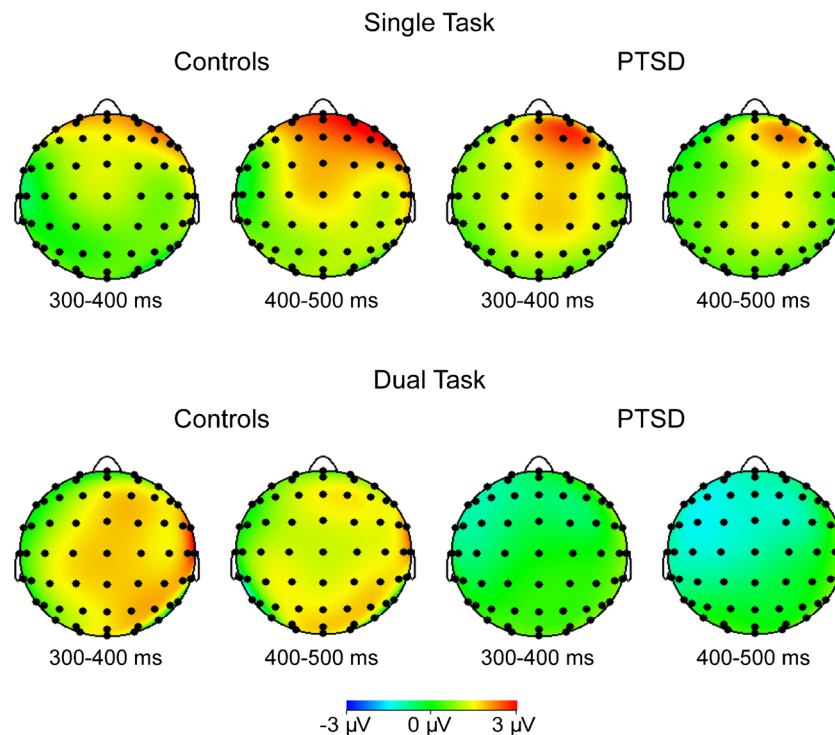 Single Task
Controls PTSD
300-400 ms 400-500 ms 300-400 ms 400-500 ms
Dual Task
Controls PTSD
300-400 ms 400-500 ms 300-400 ms 400-500 ms
-3 µV 0 µV 3 µV